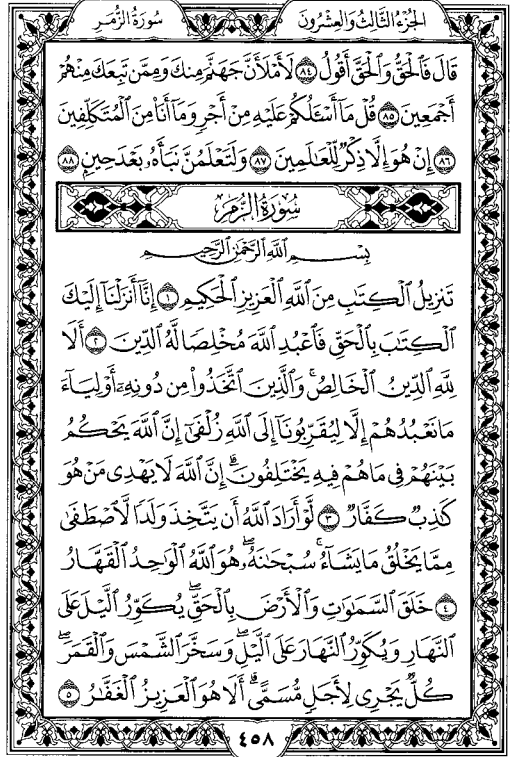 سُورَةُ الزُّمَرِ الجُزْءُ الثَّالِثُ وَالعِشْرُونَ
قَالَ فَٱلْحَقُّ وَٱلْحَقَّ أَقُولُ ٨٤ لَأَمْلَأَنَّ جَهَنَّمَ مِنكَ وَمِمَّن تَبِعَكَ مِنْهُمْ
أَجْمَعِينَ ٨٥ قُلْ مَآ أَسْـَٔلُكُمْ عَلَيْهِ مِنْ أَجْرٍ وَمَآ أَنَا۠ مِنَ ٱلْمُتَكَلِّفِينَ
٨٦ إِنْ هُوَ إِلَّا ذِكْرٌ لِّلْعَـٰلَمِينَ ٨٧ وَلَتَعْلَمُنَّ نَبَأَهُۥ بَعْدَ حِينٍۭ ٨٨
سُورَةُ الزُّمَرِ
بِسْمِ ٱللَّهِ ٱلرَّحْمَـٰنِ ٱلرَّحِيمِ
تَنزِيلُ ٱلْكِتَـٰبِ مِنَ ٱللَّهِ ٱلْعَزِيزِ ٱلْحَكِيمِ ١ إِنَّآ أَنزَلْنَآ إِلَيْكَ
ٱلْكِتَـٰبَ بِٱلْحَقِّ فَٱعْبُدِ ٱللَّهَ مُخْلِصًا لَّهُ ٱلدِّينَ ٢ أَلَا
لِلَّهِ ٱلدِّينُ ٱلْخَالِصُ ۚ وَٱلَّذِينَ ٱتَّخَذُوا۟ مِن دُونِهِۦٓ أَوْلِيَآءَ
مَا نَعْبُدُهُمْ إِلَّا لِيُقَرِّبُونَآ إِلَى ٱللَّهِ زُلْفَىٰٓ إِنَّ ٱللَّهَ يَحْكُمُ
بَيْنَهُمْ فِى مَا هُمْ فِيهِ يَخْتَلِفُونَ ۗ إِنَّ ٱللَّهَ لَا يَهْدِى مَنْ هُوَ
كَـٰذِبٌ كَفَّارٌ ٣ لَّوْ أَرَادَ ٱللَّهُ أَن يَتَّخِذَ وَلَدًا لَّٱصْطَفَىٰ
مِمَّا يَخْلُقُ مَا يَشَآءُ ۚ سُبْحَـٰنَهُۥ ۖ هُوَ ٱللَّهُ ٱلْوَٰحِدُ ٱلْقَهَّارُ
٤ خَلَقَ ٱلسَّمَـٰوَٰتِ وَٱلْأَرْضَ بِٱلْحَقِّ ۖ يُكَوِّرُ ٱلَّيْلَ عَلَى
ٱلنَّهَارِ وَيُكَوِّرُ ٱلنَّهَارَ عَلَى ٱلَّيْلِ ۖ وَسَخَّرَ ٱلشَّمْسَ وَٱلْقَمَرَ ۖ
كُلٌّ يَجْرِى لِأَجَلٍ مُّسَمًّى ۗ أَلَا هُوَ ٱلْعَزِيزُ ٱلْغَفَّـٰرُ ٥
٤٥٨